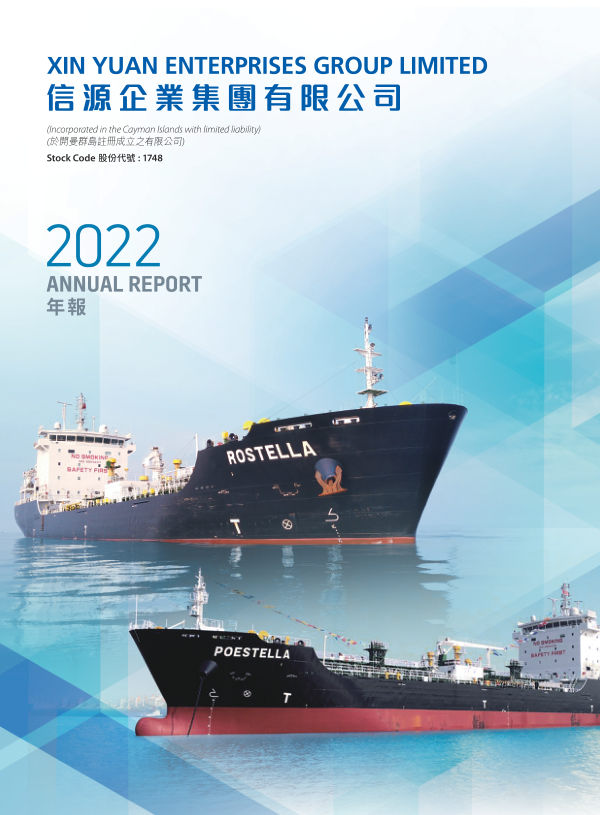 XIN YUAN ENTERPRISES GROUP LIMITED
信源企業集團有限公司
(Incorporated in the Cayman Islands with limited liability)
(於開曼群島註冊成立之有限公司)
Stock Code 股份代號 : 1748
2022
ANNUAL REPORT
年報
ROSTELLA
NO SMOKING
SAFETY FIRST
T
POESTELLA
NO SMOKING
SAFETY FIRST
T